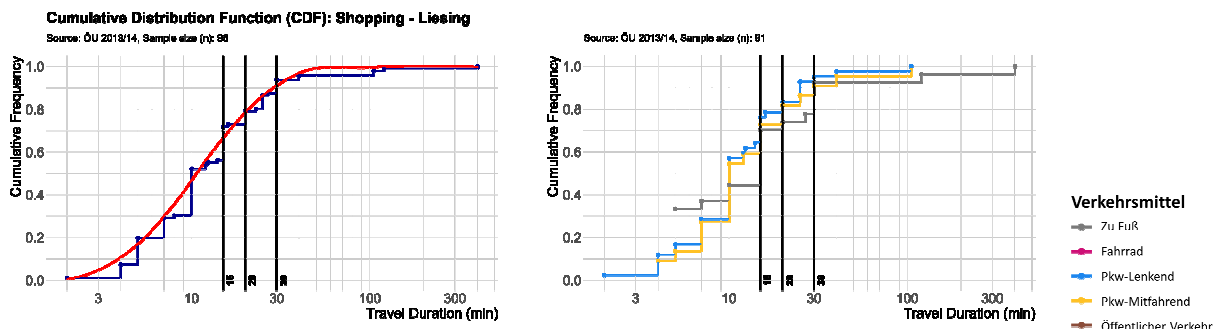 Cumulative Distribution Function (CDF): Shopping - Liesing
Source: ÖU 2013/14, Sample size (n): 96
Cumulative Frequency
1.0
0.8
0.6
0.4
0.2
0.0
15
20
30
3 10 30 100 300
Travel Duration (min)
Source: ÖU 2013/14, Sample size (n): 91
Cumulative Frequency
1.0
0.8
0.6
0.4
0.2
0.0
15
20
30
3 10 30 100 300
Travel Duration (min)
Verkehrsmittel
Zu Fuß
Fahrrad
Pkw-Lenkend
Pkw-Mitfahrend
Öffentlicher Verkehr